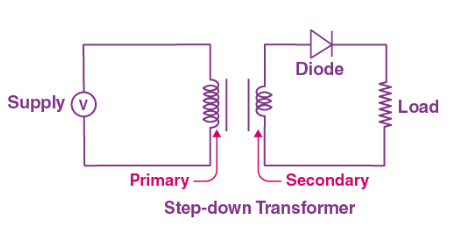 Diode
Supply
V
Load
Primary
Secondary
Step-down Transformer